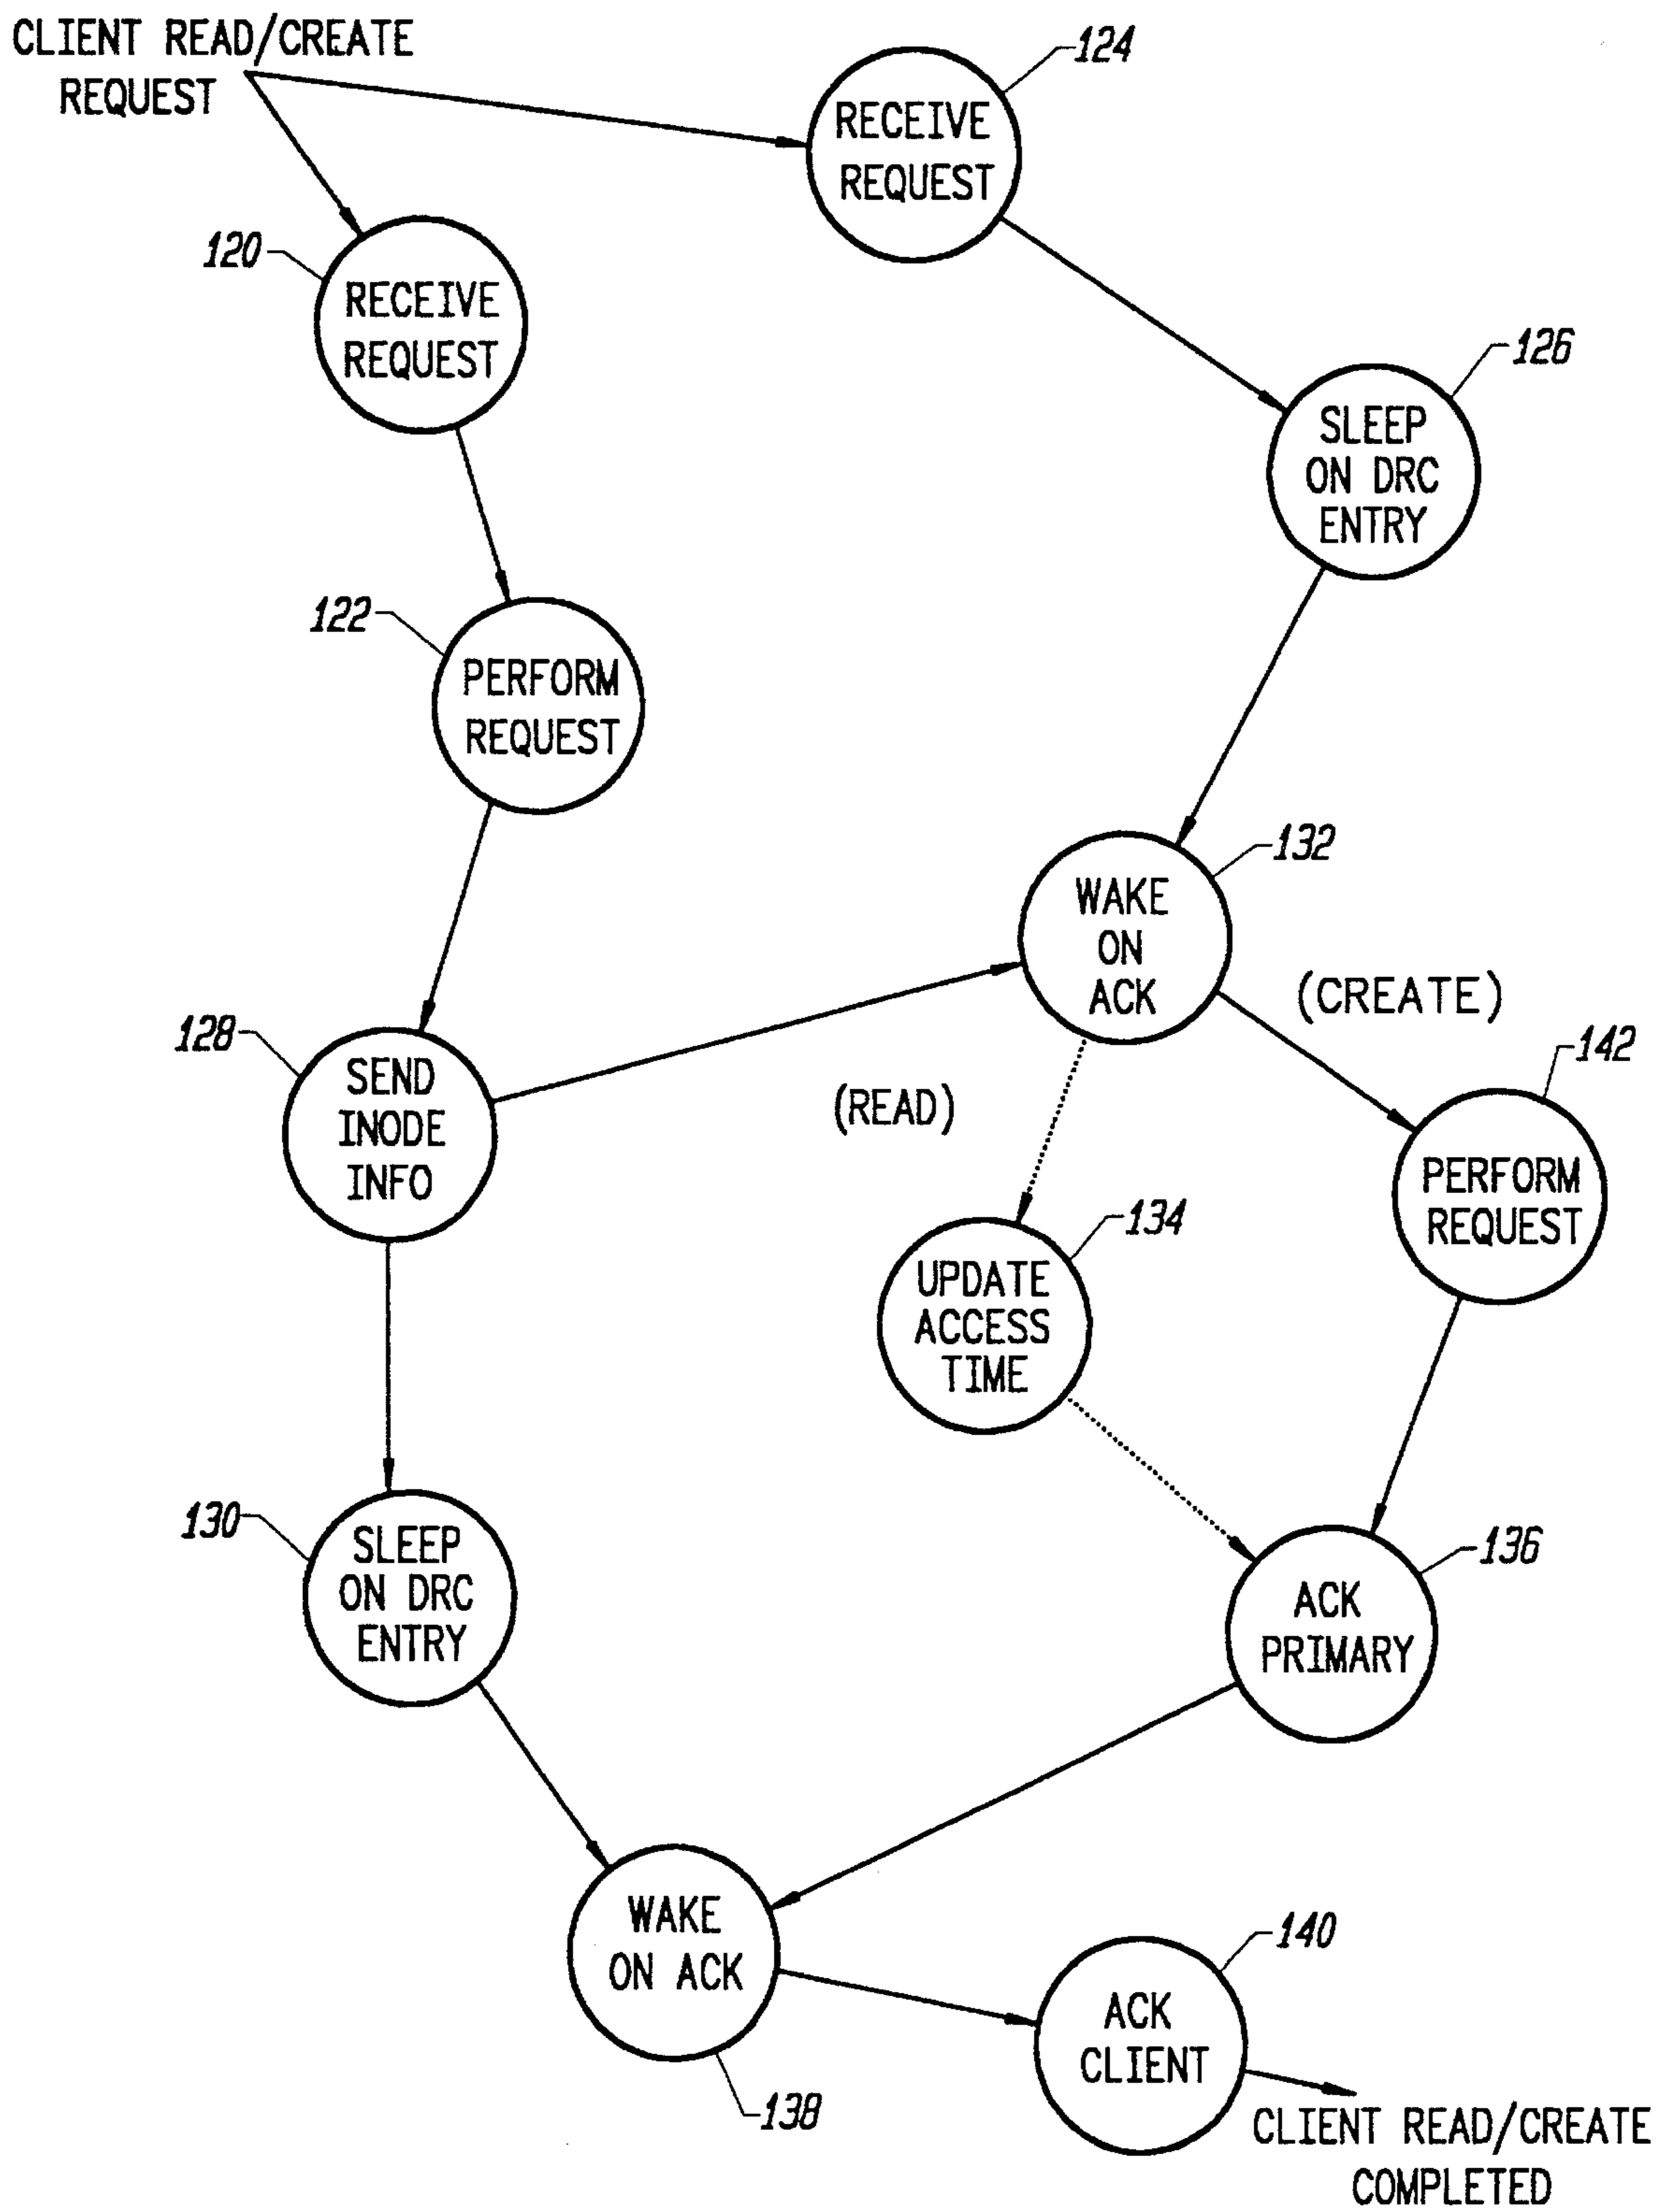 CLIENT READ/CREATE
REQUEST
124
RECEIVE
REQUEST
120
RECEIVE
REQUEST
126
SLEEP
ON DRC
ENTRY
122
PERFORM
REQUEST
132
WAKE
ON
ACK
(CREATE)
128
SEND
INODE
INFO
(READ)
142
PERFORM
REQUEST
134
UPDATE
ACCESS
TIME
130
SLEEP
ON DRC
ENTRY
136
ACK
PRIMARY
WAKE
ON ACK
138
140
ACK
CLIENT
CLIENT READ/CREATE
COMPLETED